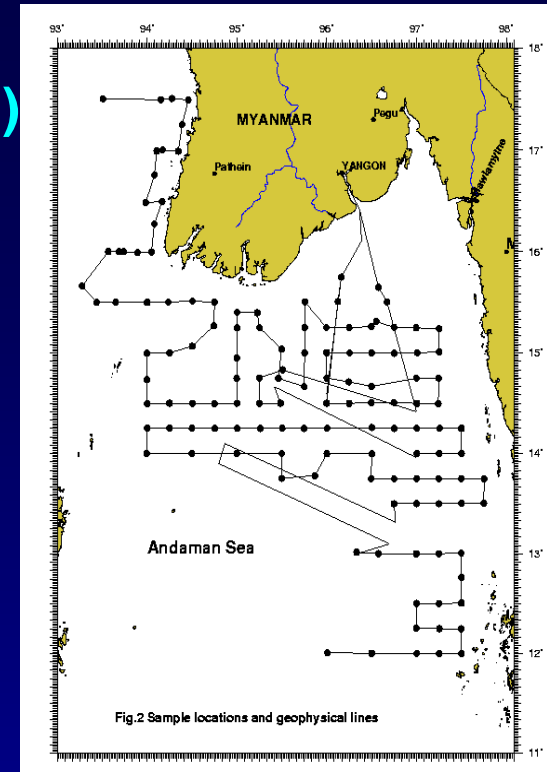 93° 94° 95° 96° 97° 98°
18°
)
MYANMAR
Pegu
17°
Pathein
YANGON
Mawlamyine
16°
M
15°
14°
13°
Andaman Sea
12°
Fig.2 Sample locations and geophysical lines
11°